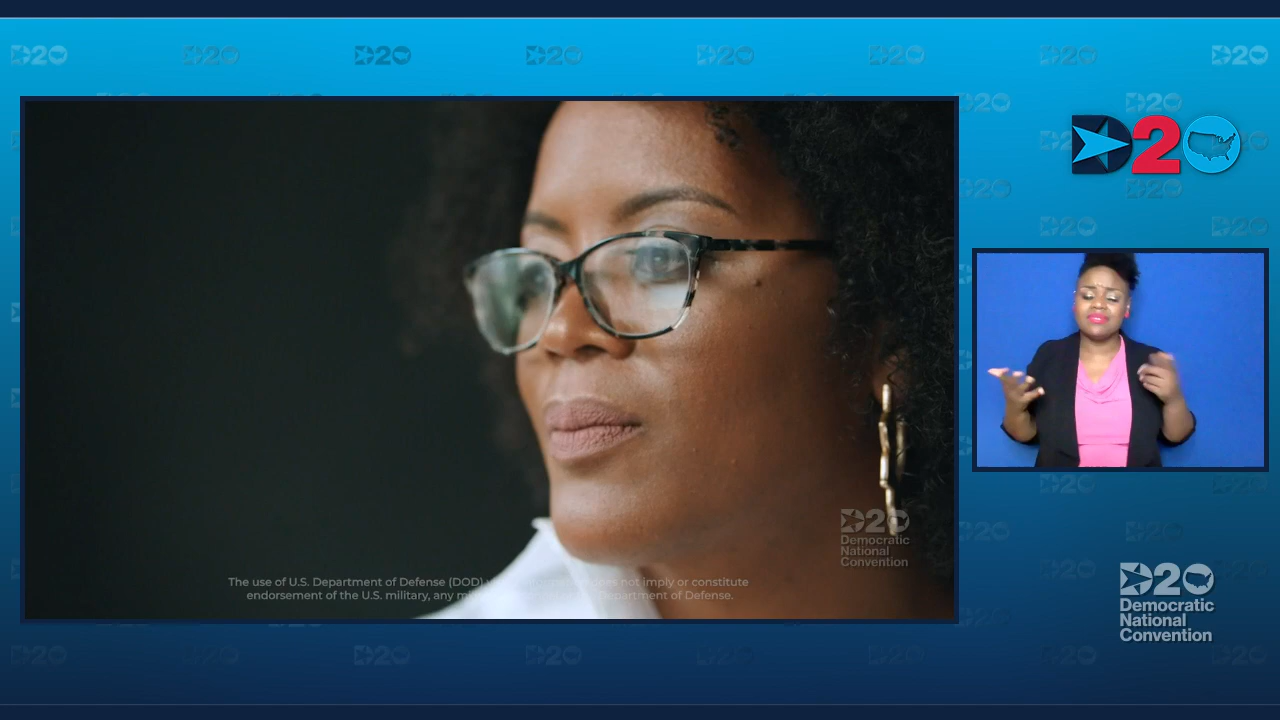 D20
D20
Democratic
National
Convention
The use of U.S. Department of Defense (DOD) does not imply or constitute
endorsement of the U.S. military, any Department of Defense.
D20
Democratic
National
Convention